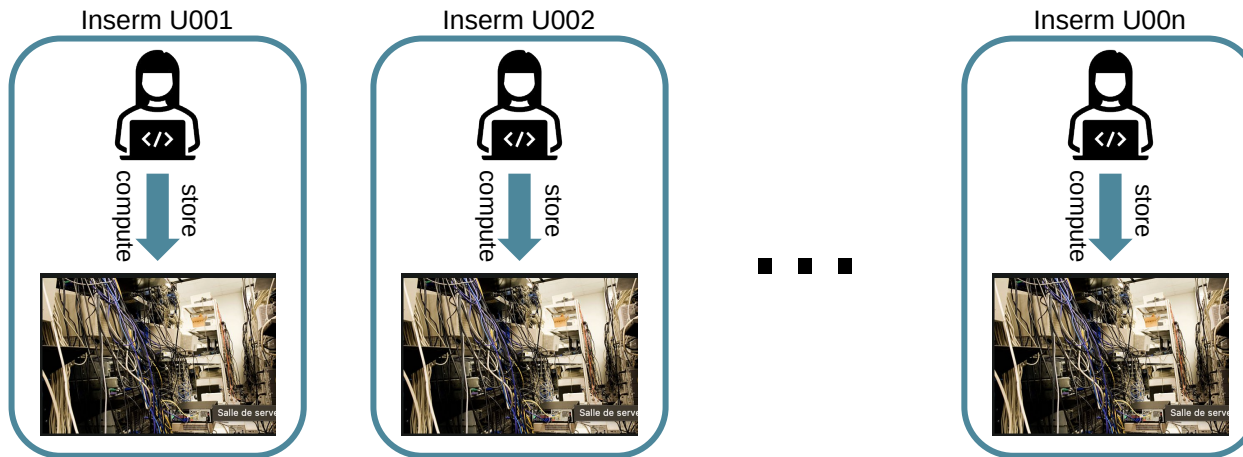 Inserm U001
Inserm U002
Inserm U00n
</>
</>
</>
compute
store
compute
store
compute
store
Salle de serve
Salle de serve
Salle de serve